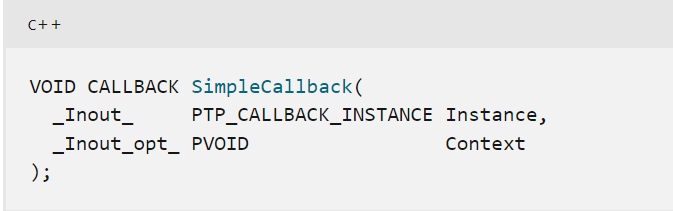 C++
VOID CALLBACK SimpleCallback(
  _Inout_     PTP_CALLBACK_INSTANCE Instance,
  _Inout_opt_ PVOID                 Context
);